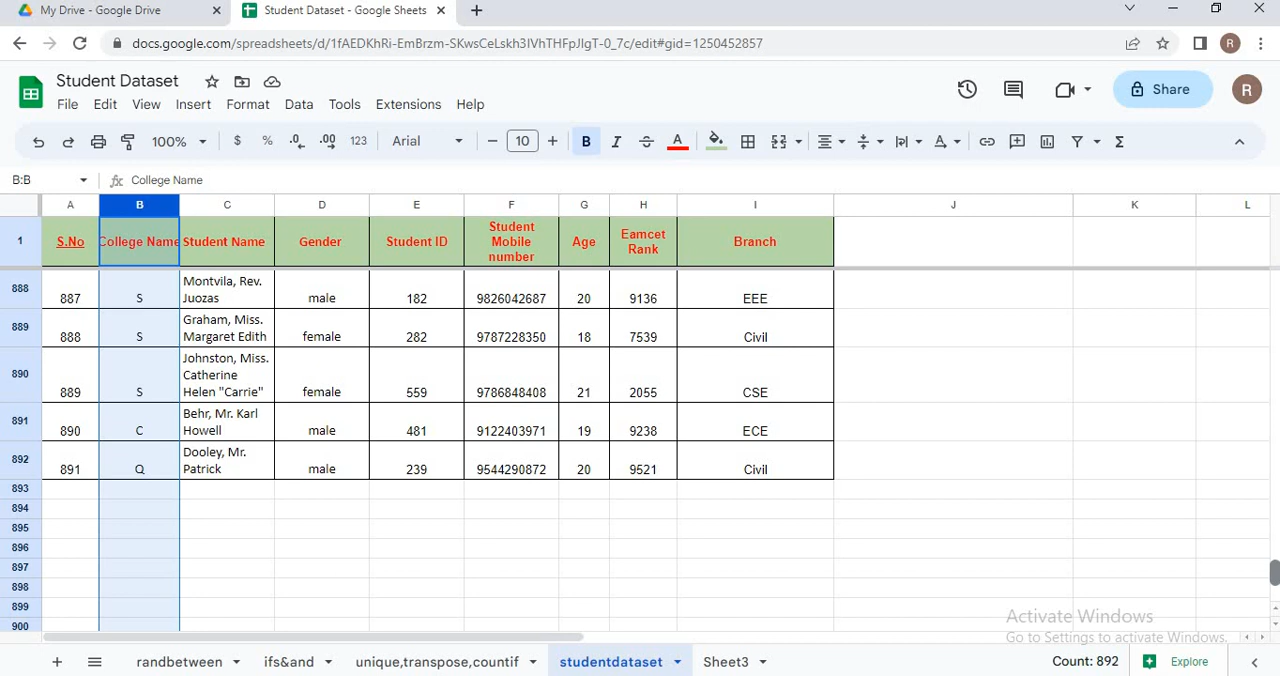 My Drive - Google Drive
Student Dataset - Google Sheets
docs.google.com/spreadsheets/d/1fAEDKhRi-EmBrzm-SKwsCeLskh3IVhTHFpJlgT-0_7c/edit#gid=1250452857
R
Student Dataset
File Edit View Insert Format Data Tools Extensions Help
Share
R
100% $ % .0 .00 123 Arial 10 B I A A
B:B fx College Name
A B C D E F G H I J K L
1 S.No College Name Student Name Gender Student ID Student Mobile number Age Eamcet Rank Branch
888 887 S Montvila, Rev. Juozas male 182 9826042687 20 9136 EEE
889 888 S Graham, Miss. Margaret Edith female 282 9787228350 18 7539 Civil
890 889 S Johnston, Miss. Catherine Helen "Carrie" female 559 9786848408 21 2055 CSE
891 890 C Behr, Mr. Karl Howell male 481 9122403971 19 9238 ECE
892 891 Q Dooley, Mr. Patrick male 239 9544290872 20 9521 Civil
893
894
895
896
897
898
899
900
Activate Windows
Go to Settings to activate Windows.
randbetween ifs&and unique,transpose,countif studentdataset Sheet3 Count: 892 Explore